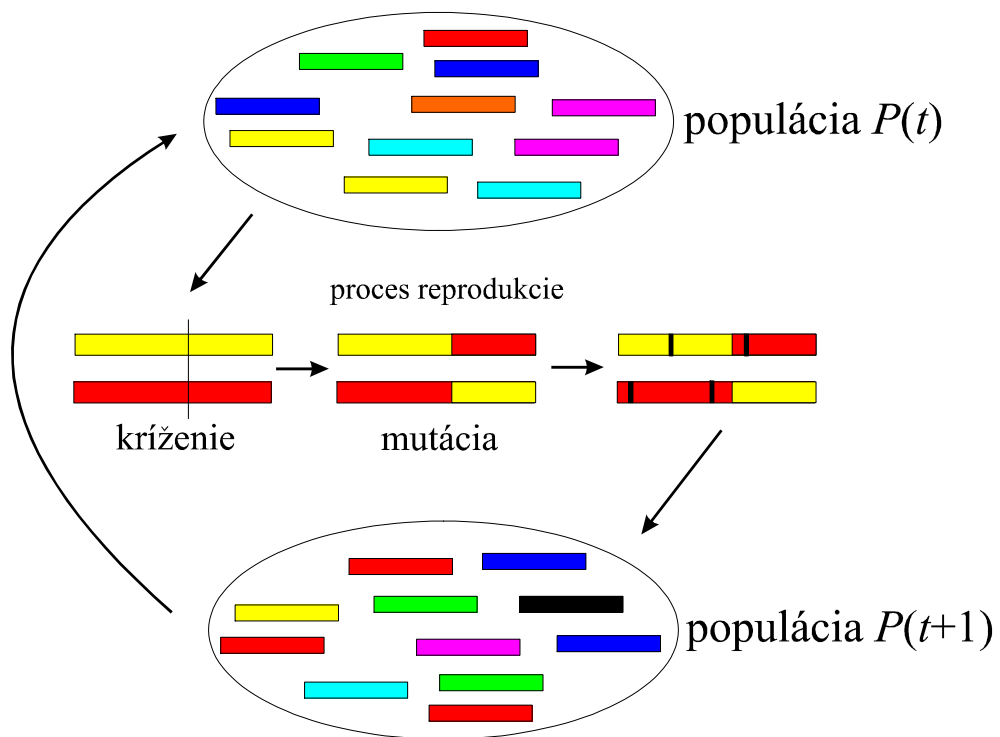 populácia P(t)
proces reprodukcie
kríženie
mutácia
populácia P(t+1)